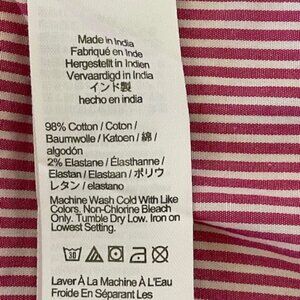 Made in India
Fabriqué en Inde
Hergestellt in Indien
Vervaardigd in India
インド製
hecho en india
98% Cotton / Coton /
Baumwolle / Katoen / 綿 /
algodón
2% Elastane / Élasthanne /
Elastan / Elastaan / ポリウ
レタン / elastano
Machine Wash Cold With Like
Colors. Non-Chlorine Bleach
Only. Tumble Dry Low. Iron on
Lowest Setting.
30
Laver À La Machine À L'Eau
Froide En Séparant Les